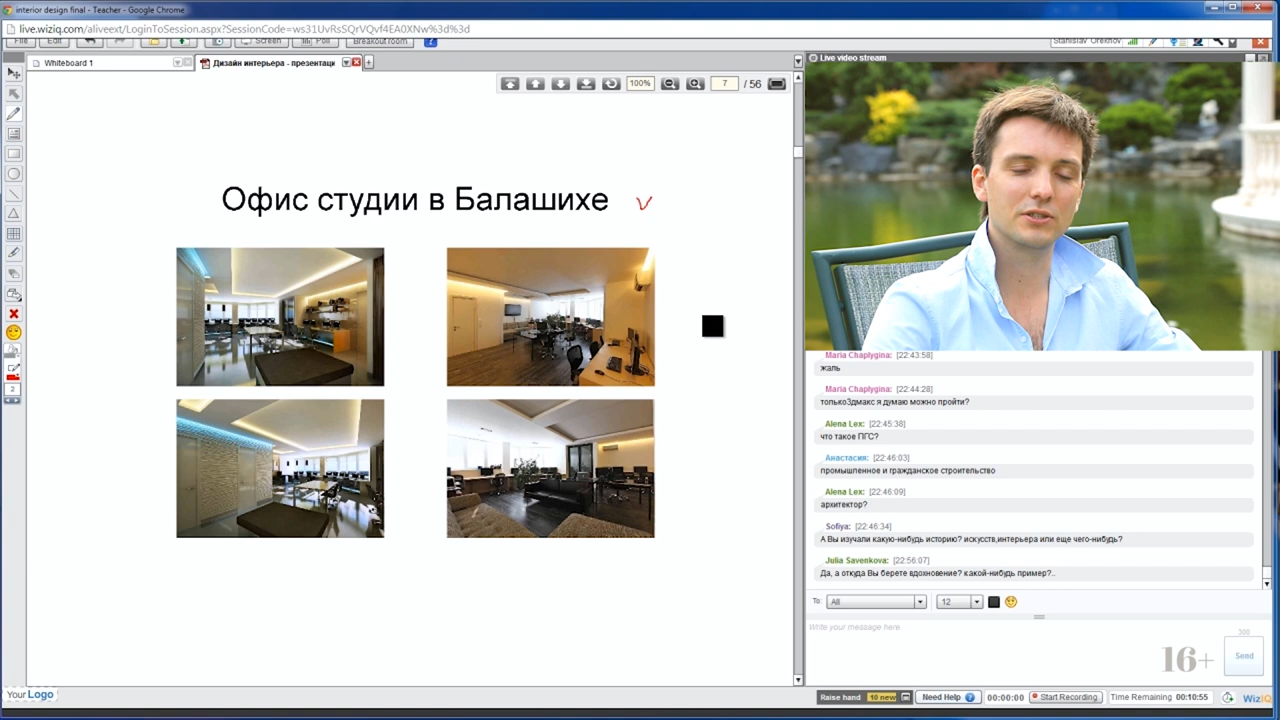 interior design final - Teacher - Google Chrome
live.wiziq.com/aliveext/LoginToSession.aspx?SessionCode=ws31UvRsSQrVQvf4EA0XNw%3d%3d
File Edit Screen Poll Breakout room ?
Stanislav Orekhov
Whiteboard 1
Дизайн интерьера - презентаци
Live video stream
100% 7 / 56
Офис студии в Балашихе
2
Maria Chaplygina: [22:43:58]
жаль
Maria Chaplygina: [22:44:28]
только3дмакс я думаю можно пройти?
Alena Lex: [22:45:38]
что такое ПГС?
Анастасия: [22:46:03]
промышленное и гражданское строительство
Alena Lex: [22:46:09]
архитектор?
Sofiya: [22:46:34]
А Вы изучали какую-нибудь историю? искусств,интерьера или еще чего-нибудь?
Julia Savenkova: [22:56:07]
Да, а откуда Вы берете вдохновение? какой-нибудь пример?..
To: All 12
Write your message here.
300
16+
Send
Your Logo
Raise hand 10 new Need Help ? 00:00:00 Start Recording Time Remaining 00:10:55 WiziQ